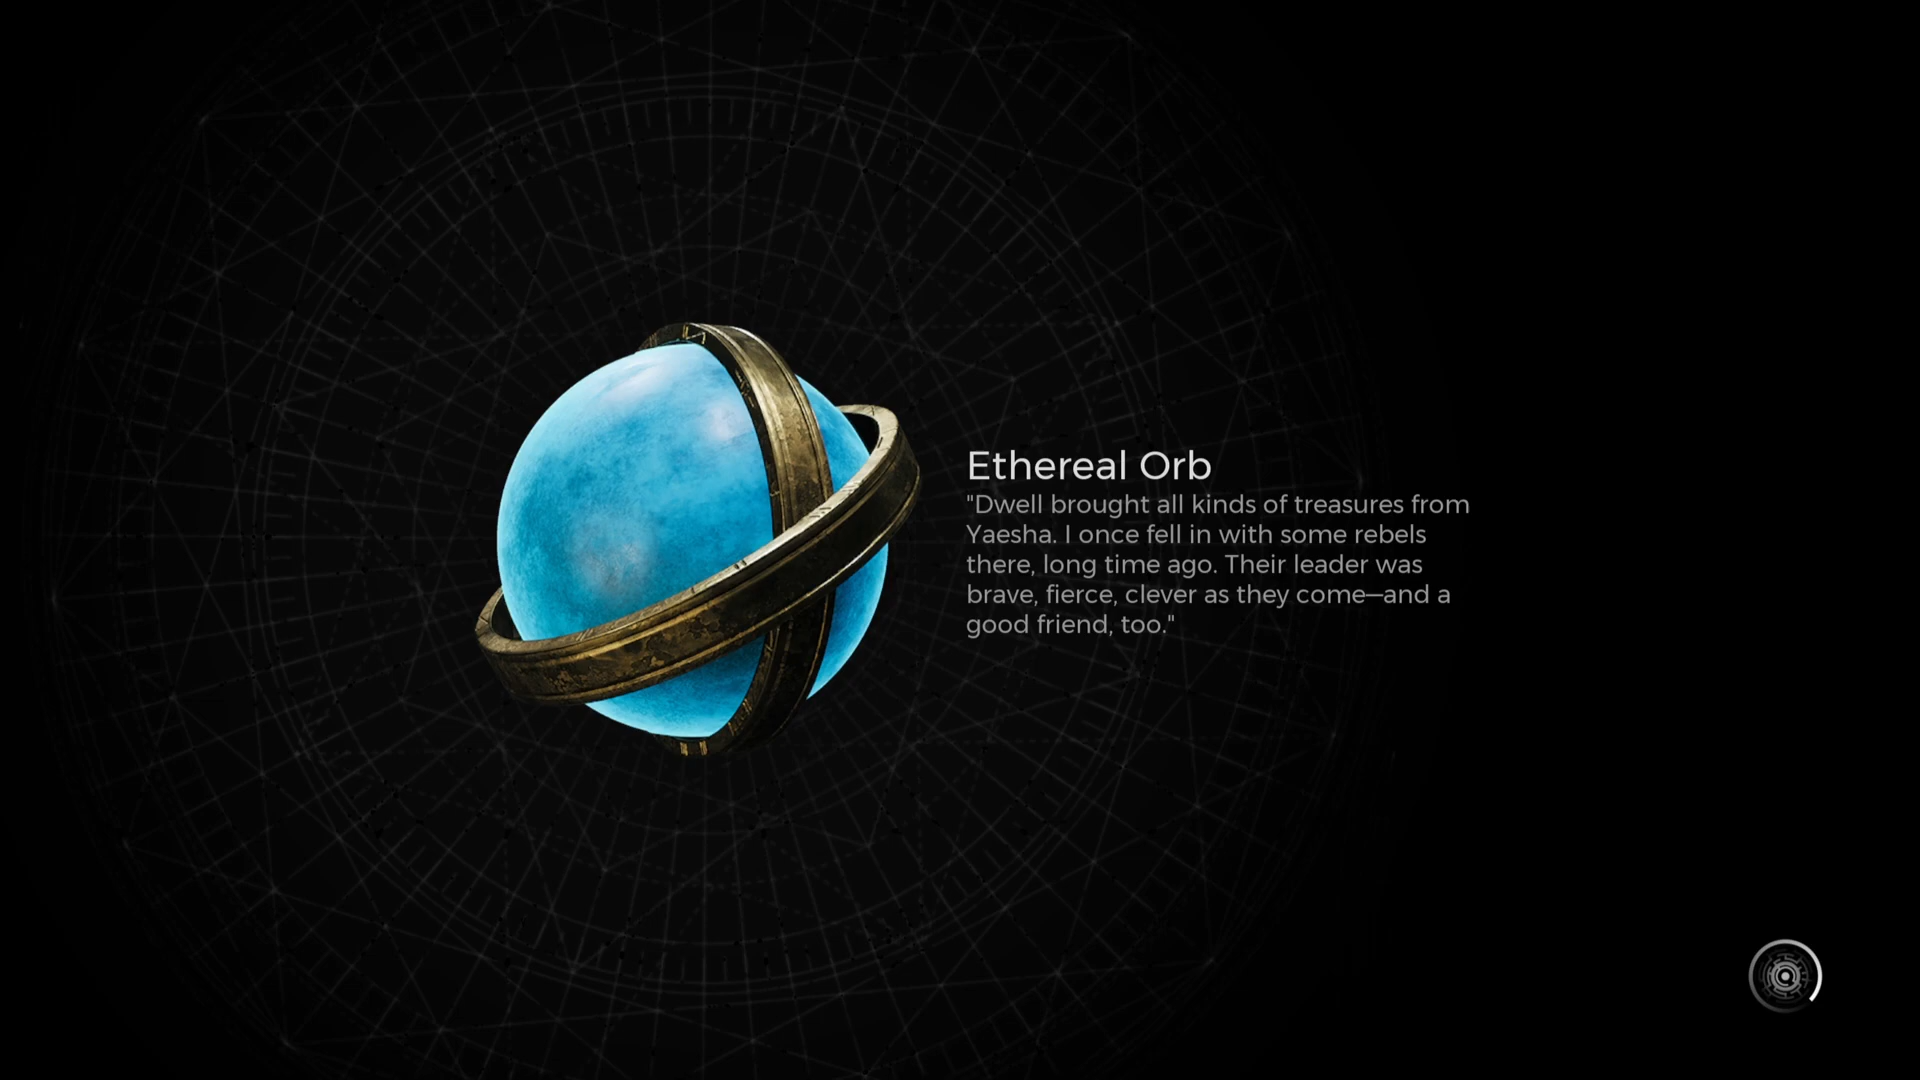 Ethereal Orb
"Dwell brought all kinds of treasures from
Yaesha. I once fell in with some rebels
there, long time ago. Their leader was
brave, fierce, clever as they come—and a
good friend, too."